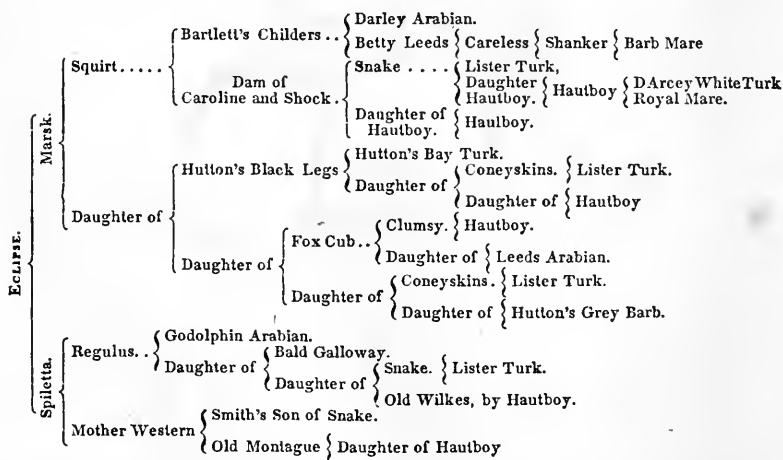 Darley Arabian.
Bartlett's Childers ..
Betty Leeds { Careless { Shanker { Barb Mare
Squirt .....
Snake .... { Lister Turk,
Dam of
Caroline and Shock.
Daughter { Hautboy { DArcey White Turk
Hautboy. Royal Mare.
Daughter of { Hautboy.
Hautboy.
Marsk.
Hutton's Bay Turk.
Hutton's Black Legs
Daughter of { Coneyskins. { Lister Turk.
Daughter of { Hautboy
Daughter of
ECLIPSE.
Clumsy. { Hautboy.
Fox Cub ..
Daughter of { Leeds Arabian.
Daughter of
Coneyskins. { Lister Turk.
Daughter of
Daughter of { Hutton's Grey Barb.
Godolphin Arabian.
Regulus. .
Daughter of { Bald Galloway.
Daughter of { Snake. { Lister Turk.
Old Wilkes, by Hautboy.
Spiletta.
Smith's Son of Snake.
Mother Western
Old Montague { Daughter of Hautboy